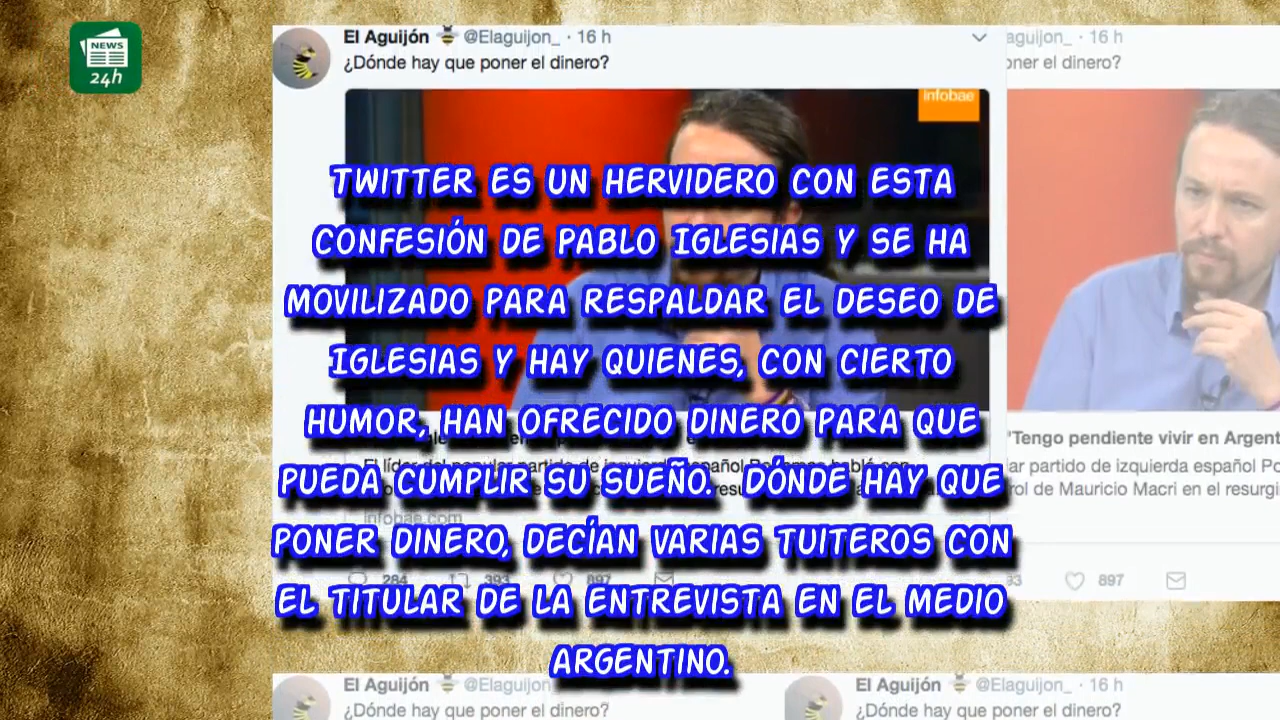 NEWS
24h
El Aguijón @Elaguijon_ · 16 h
¿Dónde hay que poner el dinero?
aguijon_ · 16 h
oner el dinero?
infobae
TWITTER ES UN HERVIDERO CON ESTA
CONFESIÓN DE PABLO IGLESIAS Y SE HA
MOVILIZADO PARA RESPALDAR EL DESEO DE
IGLESIAS Y HAY QUIENES, CON CIERTO
HUMOR, HAN OFRECIDO DINERO PARA QUE
PUEDA CUMPLIR SU SUEÑO. DÓNDE HAY QUE
PONER DINERO, DECÍAN VARIAS TUITEROS CON
EL TITULAR DE LA ENTREVISTA EN EL MEDIO
ARGENTINO.
"Tengo pendiente vivir en Argent
lar partido de izquierda español Po
rol de Mauricio Macri en el resurgi
infobae.com
284 393 897
93 897
El Aguijón @Elaguijon_ · 16 h
¿Dónde hay que poner el dinero?
El Aguijón @Elaguijon_ · 16 h
¿Dónde hay que poner el dinero?